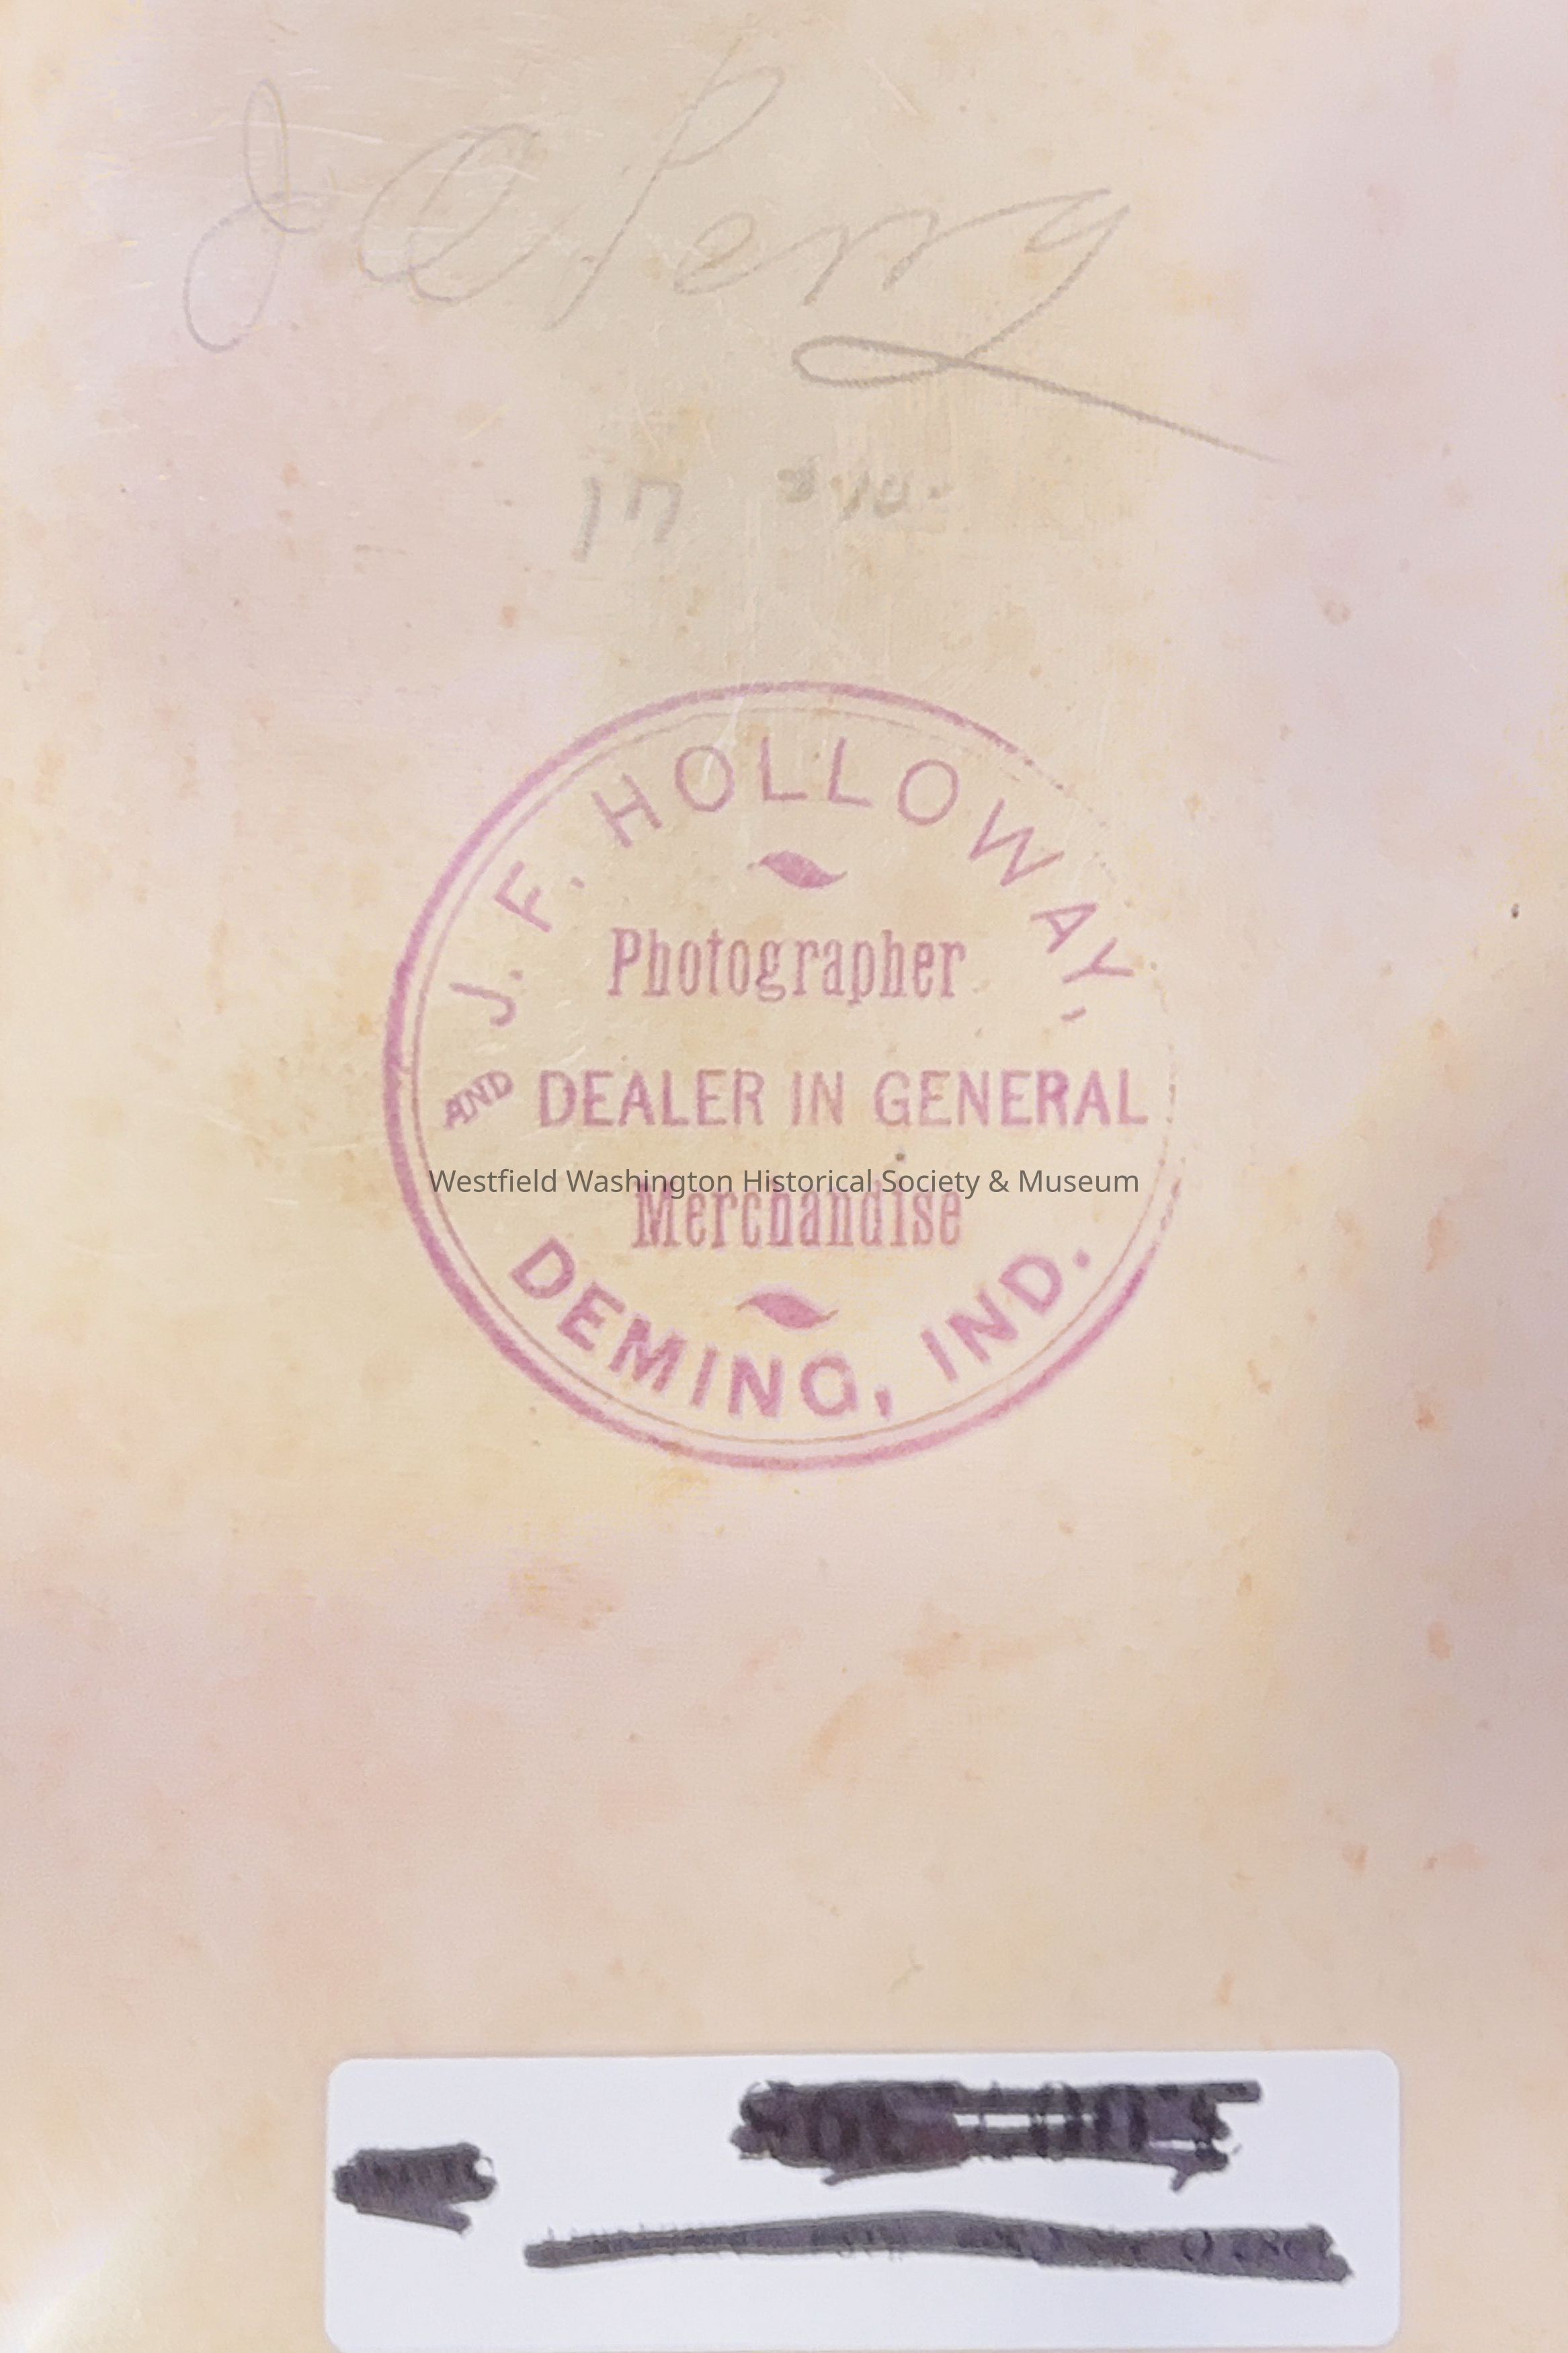 J C Perry
17
J. F. HOLLOWAY,
Photographer
AND DEALER IN GENERAL
Westfield Washington Historical Society & Museum
Merchandise
DEMING, IND.